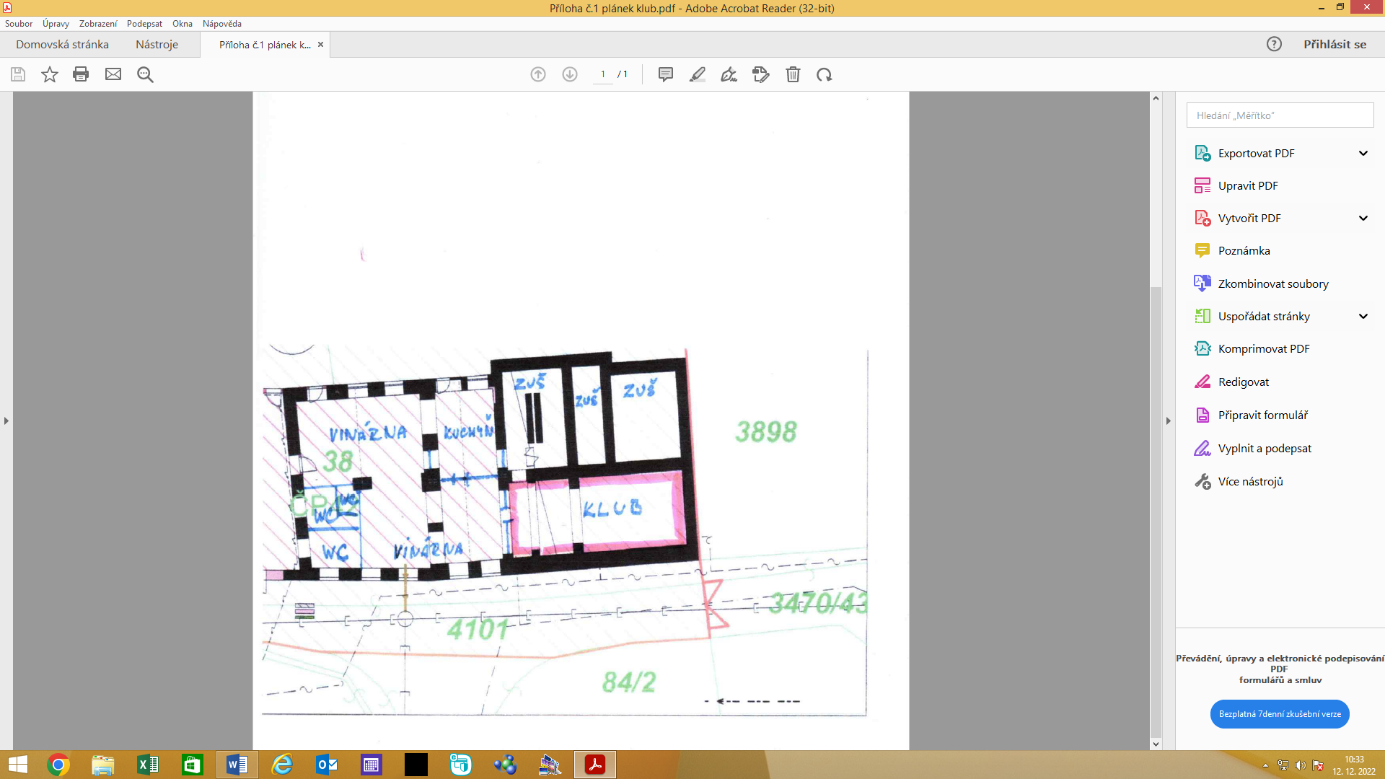 Příloha č.1 plánek klub.pdf - Adobe Acrobat Reader (32-bit)
Soubor Úpravy Zobrazení Podepsat Okna Nápověda
Domovská stránka Nástroje Příloha č.1 plánek k... × Přihlásit se
1 / 1
Hledání „Měřítko"
Exportovat PDF
Upravit PDF
Vytvořit PDF
Poznámka
Zkombinovat soubory
Uspořádat stránky
Komprimovat PDF
Redigovat
Připravit formulář
Vyplnit a podepsat
Více nástrojů
Převádění, úpravy a elektronické podepisování
PDF
formulářů a smluv
Bezplatná 7denní zkušební verze
ZUŠ
ZUŠ
ZUŠ
VINÁRNA
KUCHYŇ
38
3898
WC
WC
WC
KLUB
VINÁRNA
3470/43
4101
84/2
10:33
12. 12. 2022